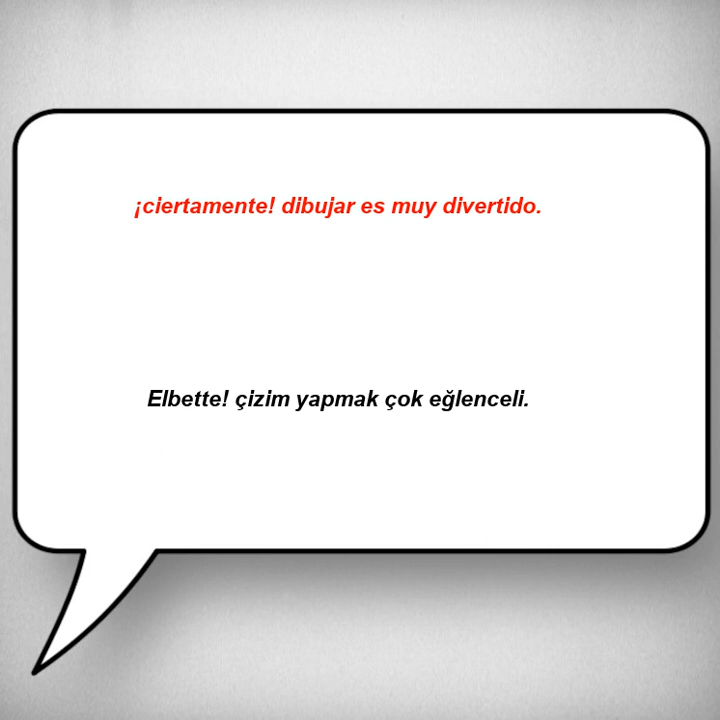 ¡ciertamente! dibujar es muy divertido.
Elbette! çizim yapmak çok eğlenceli.